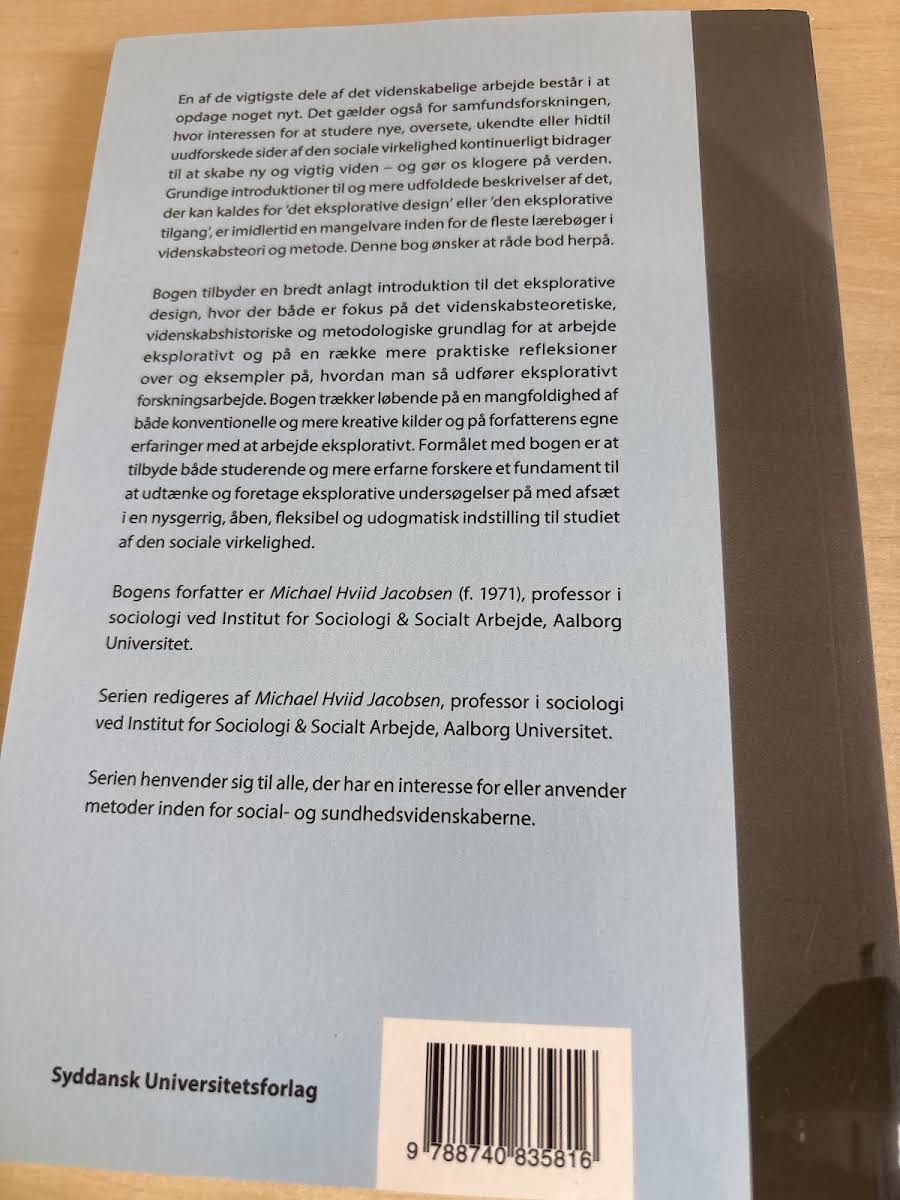 En af de vigtigste dele af det videnskabelige arbejde består i at
opdage noget nyt. Det gælder også for samfundsforskningen,
hvor interessen for at studere nye, oversete, ukendte eller hidtil
uudforskede sider af den sociale virkelighed kontinuerligt bidrager
til at skabe ny og vigtig viden – og gør os klogere på verden.
Grundige introduktioner til og mere udfoldede beskrivelser af det,
der kan kaldes for ’det eksplorative design’ eller ’den eksplorative
tilgang’, er imidlertid en mangelvare inden for de fleste lærebøger i
videnskabsteori og metode. Denne bog ønsker at råde bod herpå.
Bogen tilbyder en bredt anlagt introduktion til det eksplorative
design, hvor der både er fokus på det videnskabsteoretiske,
videnskabshistoriske og metodologiske grundlag for at arbejde
eksplorativt og på en række mere praktiske refleksioner
over og eksempler på, hvordan man så udfører eksplorativt
forskningsarbejde. Bogen trækker løbende på en mangfoldighed af
både konventionelle og mere kreative kilder og på forfatterens egne
erfaringer med at arbejde eksplorativt. Formålet med bogen er at
tilbyde både studerende og mere erfarne forskere et fundament til
at udtænke og foretage eksplorative undersøgelser på med afsæt
i en nysgerrig, åben, fleksibel og udogmatisk indstilling til studiet
af den sociale virkelighed.
Bogens forfatter er Michael Hviid Jacobsen (f. 1971), professor i
sociologi ved Institut for Sociologi & Socialt Arbejde, Aalborg
Universitet.
Serien redigeres af Michael Hviid Jacobsen, professor i sociologi
ved Institut for Sociologi & Socialt Arbejde, Aalborg Universitet.
Serien henvender sig til alle, der har en interesse for eller anvender
metoder inden for social- og sundhedsvidenskaberne.
Syddansk Universitetsforlag
9 788740 835816